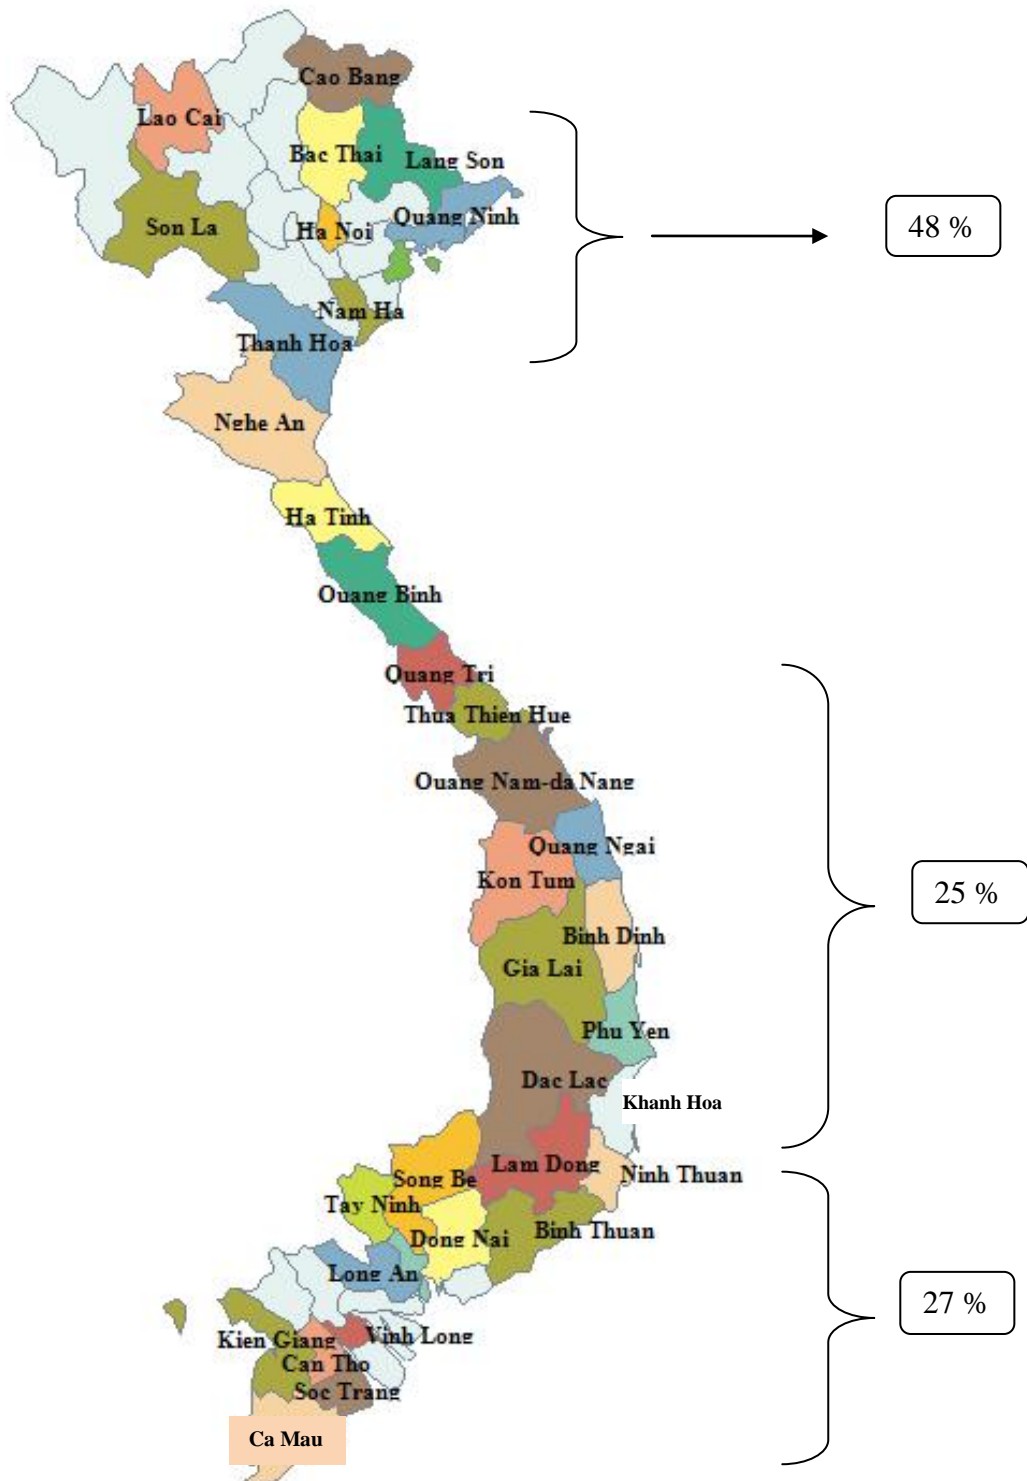 Cao Bang
Lao Cai
Bac Thai
Lang Son
Quang Ninh
Son La
Ha Noi
48 %
Nam Ha
Thanh Hoa
Nghe An
Ha Tinh
Quang Binh
Quang Tri
Thua Thien Hue
Quang Nam-da Nang
Quang Ngai
Kon Tum
25 %
Binh Dinh
Gia Lai
Phu Yen
Dac Lac
Khanh Hoa
Lam Dong
Ninh Thuan
Song Be
Tay Ninh
Binh Thuan
Dong Nai
Long An
27 %
Kien Giang
Vinh Long
Can Tho
Soc Trang
Ca Mau